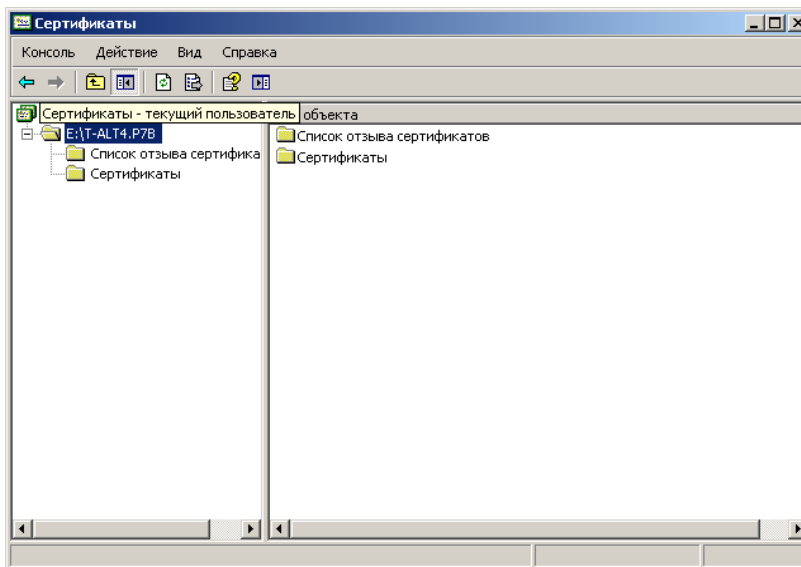 Сертификаты
Консоль Действие Вид Справка
Сертификаты - текущий пользователь объекта
E:\T-ALT4.P7B
Список отзыва сертифика
Сертификаты
Список отзыва сертификатов
Сертификаты